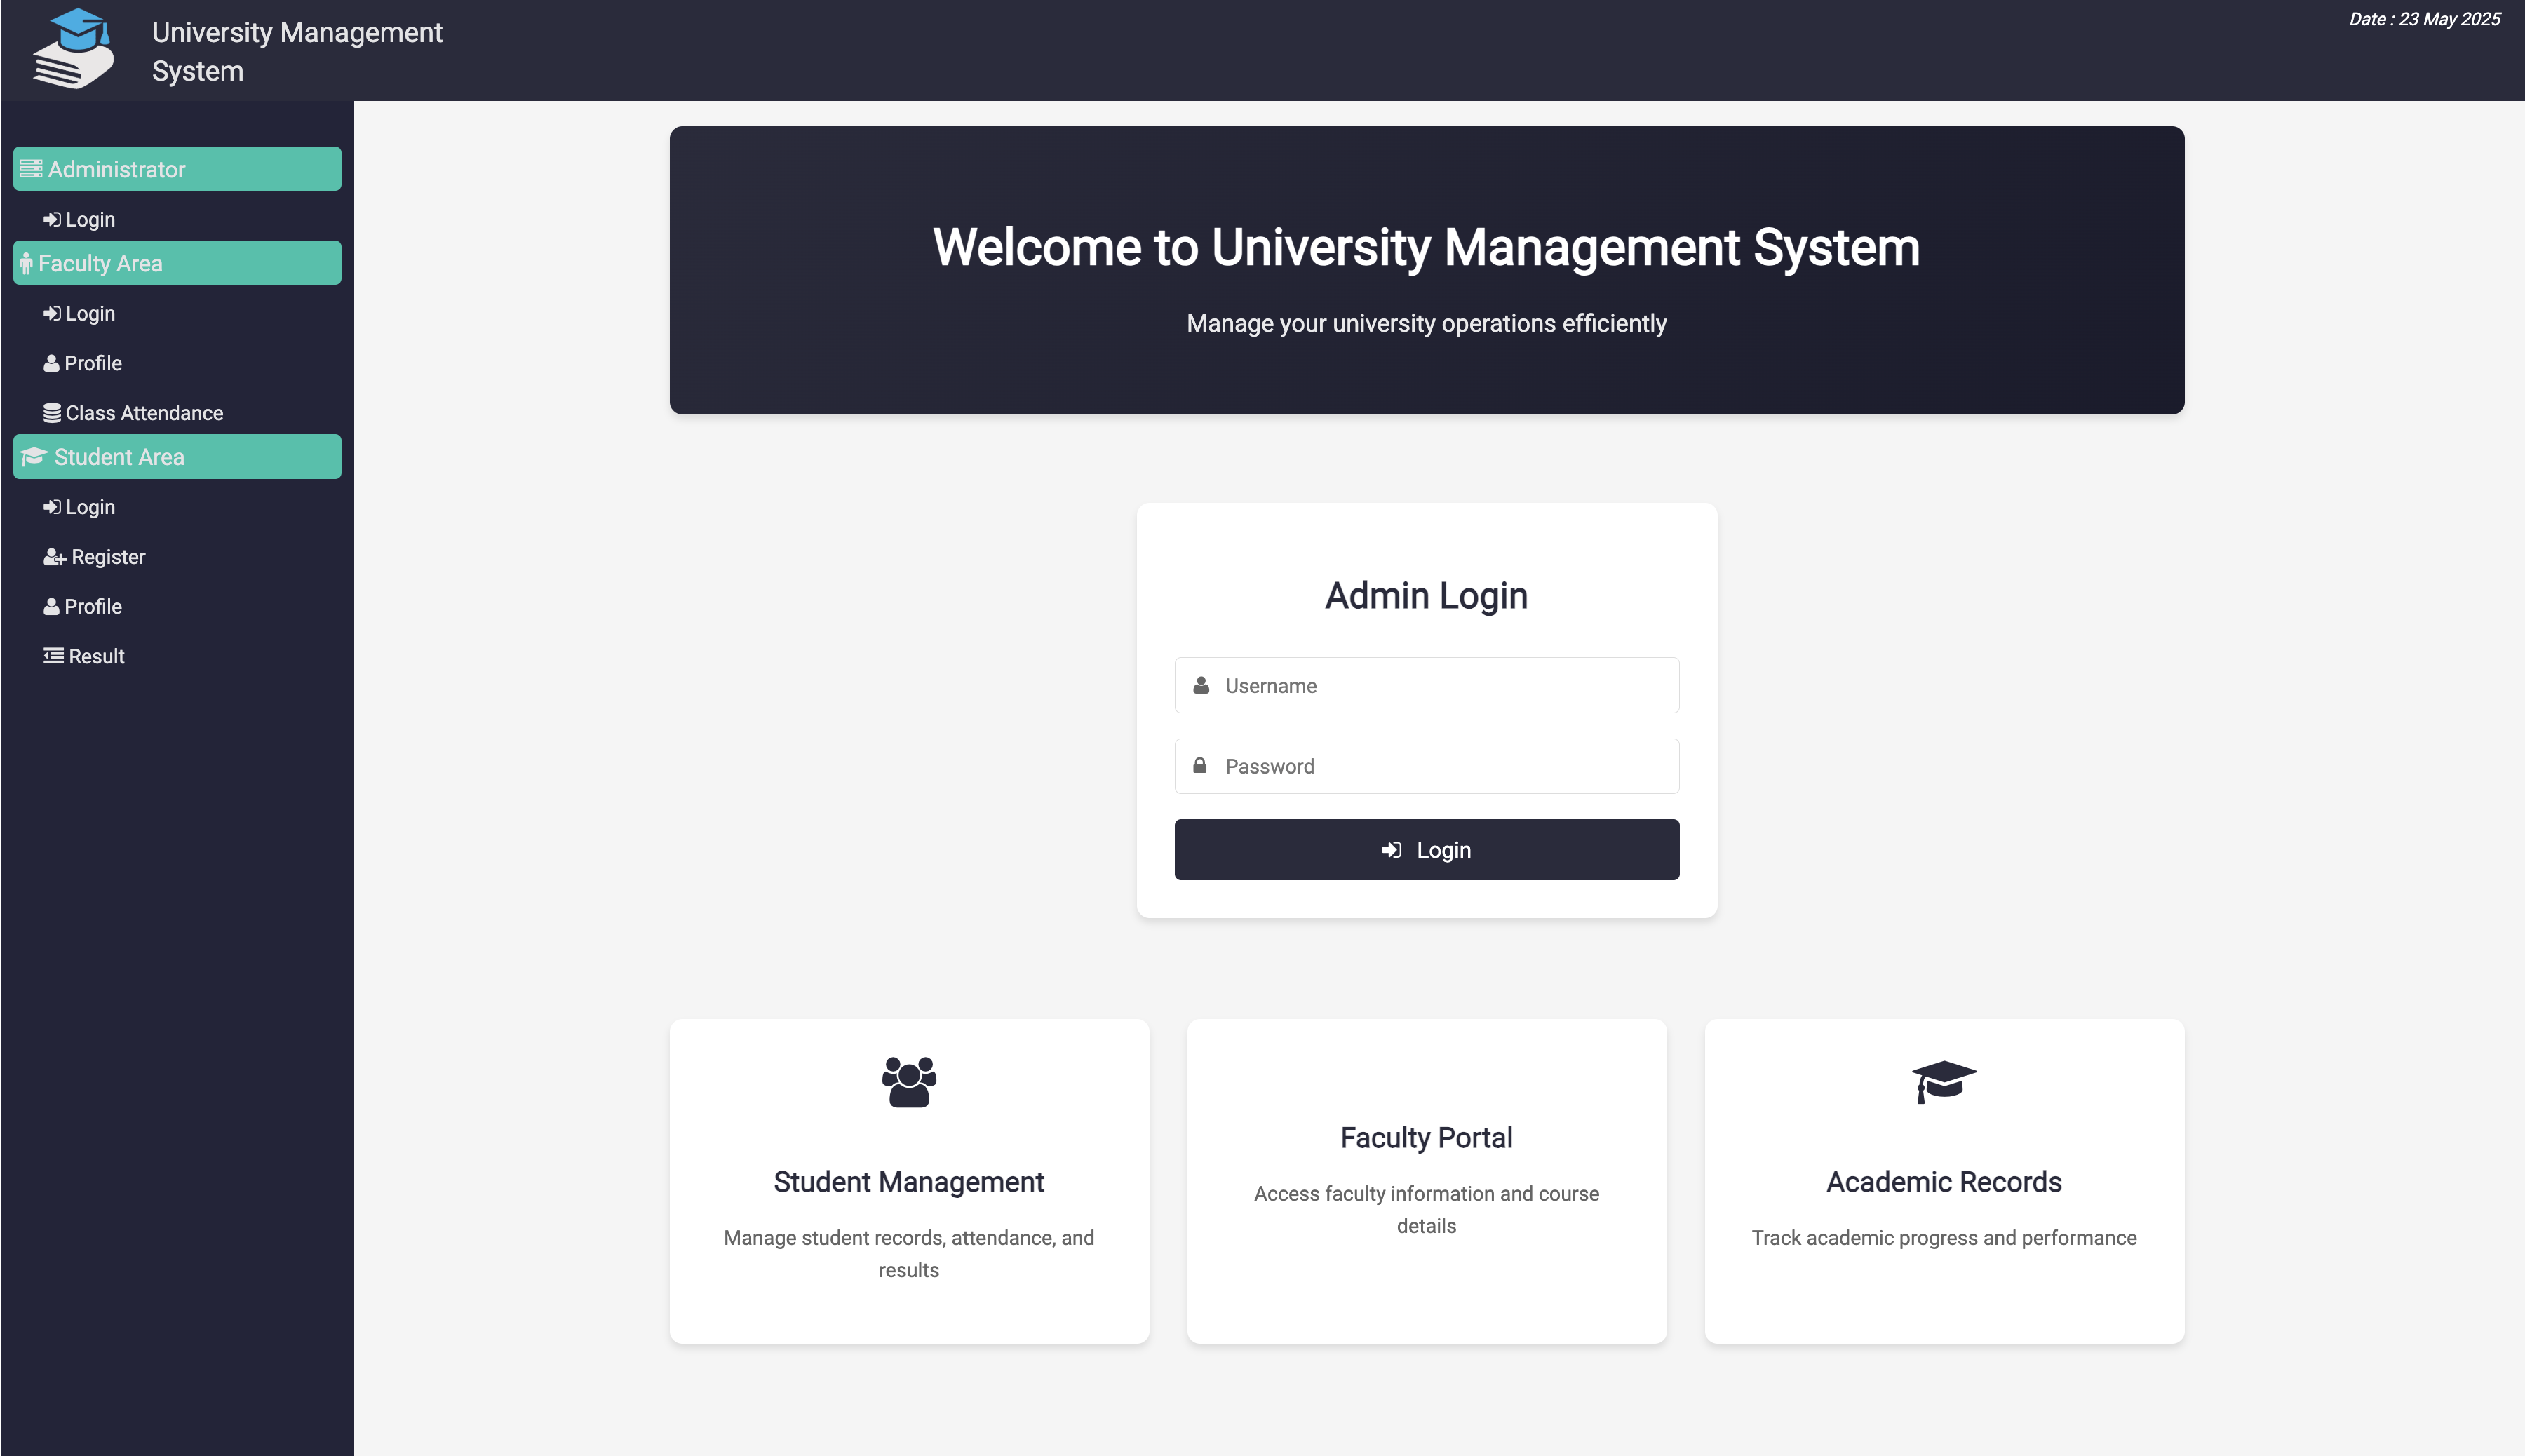 University Management
System
Date : 23 May 2025
Administrator
Login
Faculty Area
Login
Profile
Class Attendance
Student Area
Login
Register
Profile
Result
Welcome to University Management System
Manage your university operations efficiently
Admin Login
Username
Password
Login
Student Management
Manage student records, attendance, and
results
Faculty Portal
Access faculty information and course
details
Academic Records
Track academic progress and performance